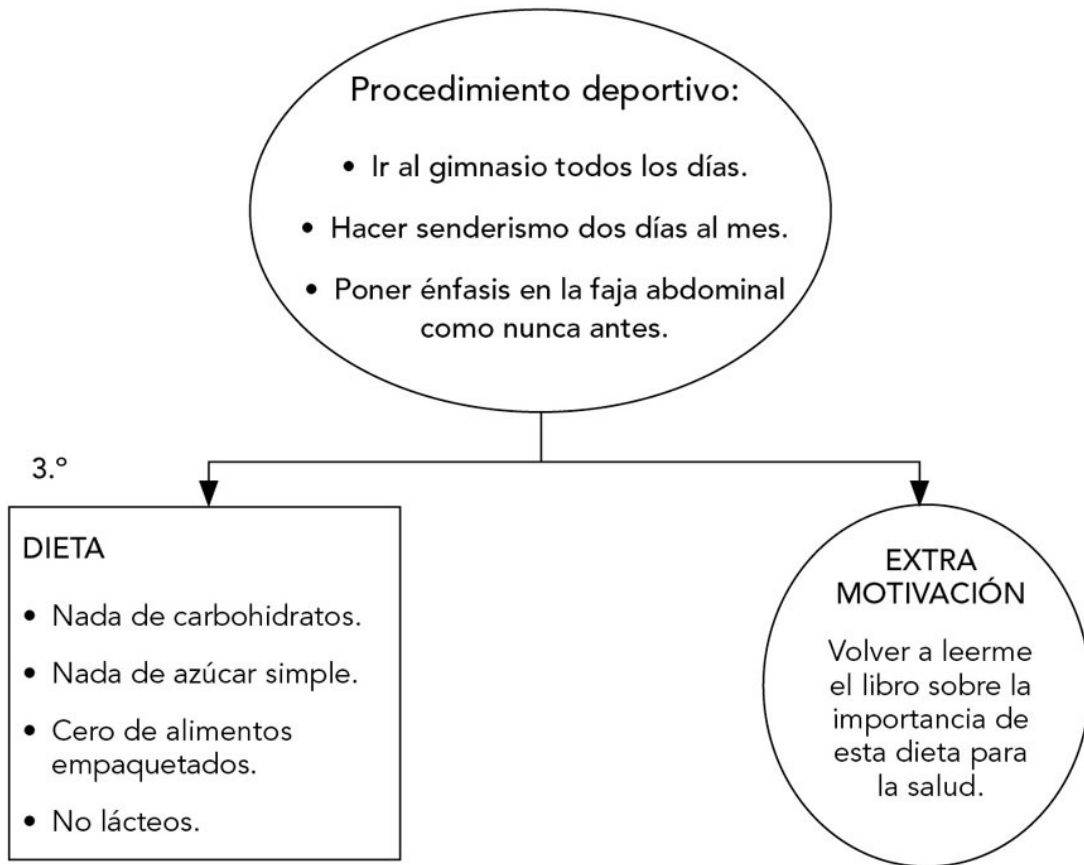 Procedimiento deportivo:
• Ir al gimnasio todos los días.
• Hacer senderismo dos días al mes.
• Poner énfasis en la faja abdominal
como nunca antes.
3.º
DIETA
• Nada de carbohidratos.
• Nada de azúcar simple.
• Cero de alimentos
empaquetados.
• No lácteos.
EXTRA
MOTIVACIÓN
Volver a leerme
el libro sobre la
importancia de
esta dieta para
la salud.